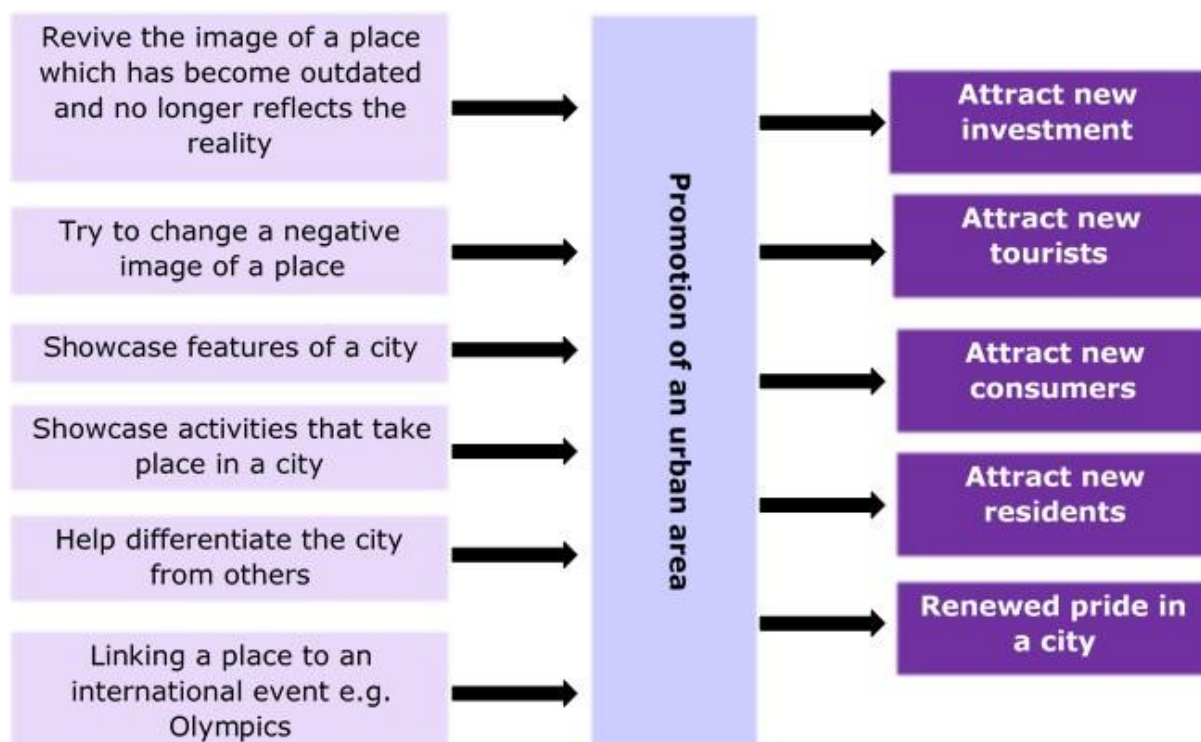 Revive the image of a place
which has become outdated
and no longer reflects the
reality
Try to change a negative
image of a place
Showcase features of a city
Showcase activities that take
place in a city
Help differentiate the city
from others
Linking a place to an
international event e.g.
Olympics
Promotion of an urban area
Attract new
investment
Attract new
tourists
Attract new
consumers
Attract new
residents
Renewed pride in
a city